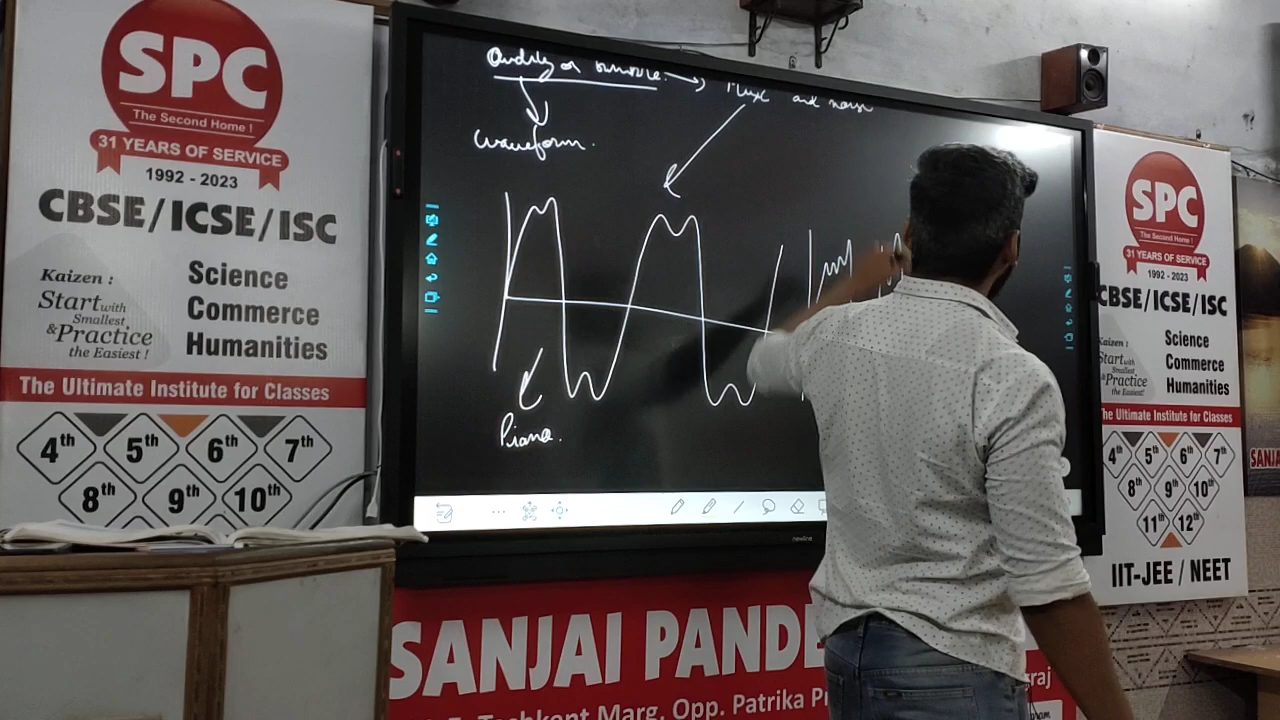 SPC
The Second Home !
31 YEARS OF SERVICE
1992 - 2023
CBSE/ICSE/ISC
Kaizen :
Start with
Smallest
& Practice
the Easiest !
Science
Commerce
Humanities
The Ultimate Institute for Classes
4th 5th 6th 7th
8th 9th 10th
Quality or timbre → and
waveform.
Piano.
newline
SANJAI PANDE
Tashkent Marg, Opp. Patrika
SPC
The Second Home !
31 YEARS OF SERVICE
1992 - 2023
CBSE/ICSE/ISC
Kaizen :
Start with
Smallest
& Practice
the Easiest !
Science
Commerce
Humanities
The Ultimate Institute for Classes
4th 5th 6th 7th
8th 9th 10th
11th 12th
IIT-JEE / NEET
SANJA